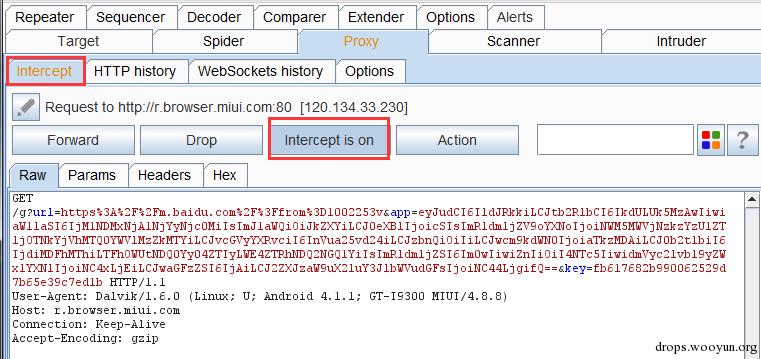 Repeater Sequencer Decoder Comparer Extender Options Alerts
Target Spider Proxy Scanner Intruder
Intercept HTTP history WebSockets history Options
Request to http://r.browser.miui.com:80 [120.134.33.230]
Forward Drop Intercept is on Action ?
Raw Params Headers Hex
GET
/g?url=https%3A%2F%2Fm.baidu.com%2F%3Ffrom%3D1002253v&app=
&key=fb617682b990062529d
7b65e39c7ed1b HTTP/1.1
User-Agent: Dalvik/1.6.0 (Linux; U; Android 4.1.1; GT-I9300 MIUI/4.8.8)
Host: r.browser.miui.com
Connection: Keep-Alive
Accept-Encoding: gzip
drops.wooyun.org